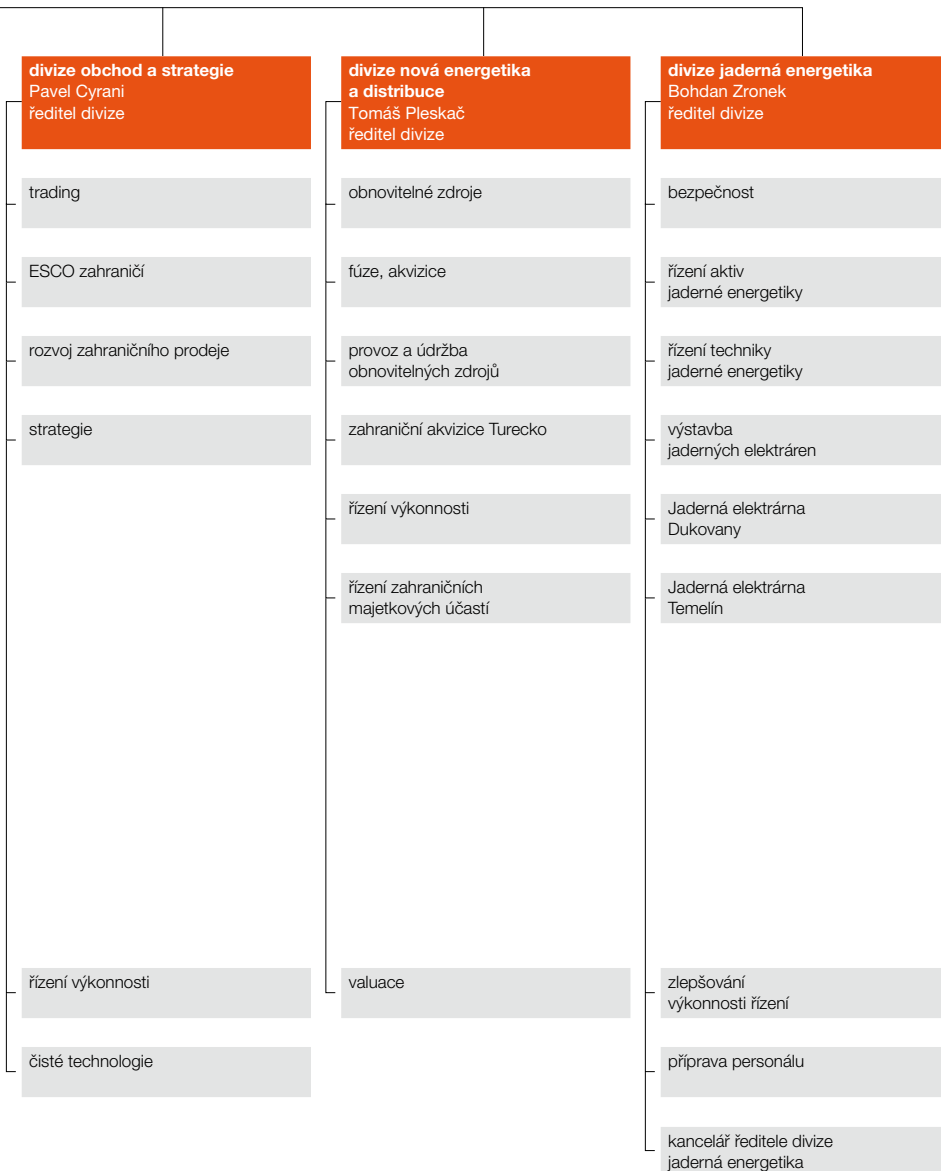 divize obchod a strategie
Pavel Cyrani
ředitel divize
trading
ESCO zahraničí
rozvoj zahraničního prodeje
strategie
řízení výkonnosti
čisté technologie
divize nová energetika
a distribuce
Tomáš Pleskač
ředitel divize
obnovitelné zdroje
fúze, akvizice
provoz a údržba
obnovitelných zdrojů
zahraniční akvizice Turecko
řízení výkonnosti
řízení zahraničních
majetkových účastí
valuace
divize jaderná energetika
Bohdan Zronek
ředitel divize
bezpečnost
řízení aktiv
jaderné energetiky
řízení techniky
jaderné energetiky
výstavba
jaderných elektráren
Jaderná elektrárna
Dukovany
Jaderná elektrárna
Temelín
zlepšování
výkonnosti řízení
příprava personálu
kancelář ředitele divize
jaderná energetika